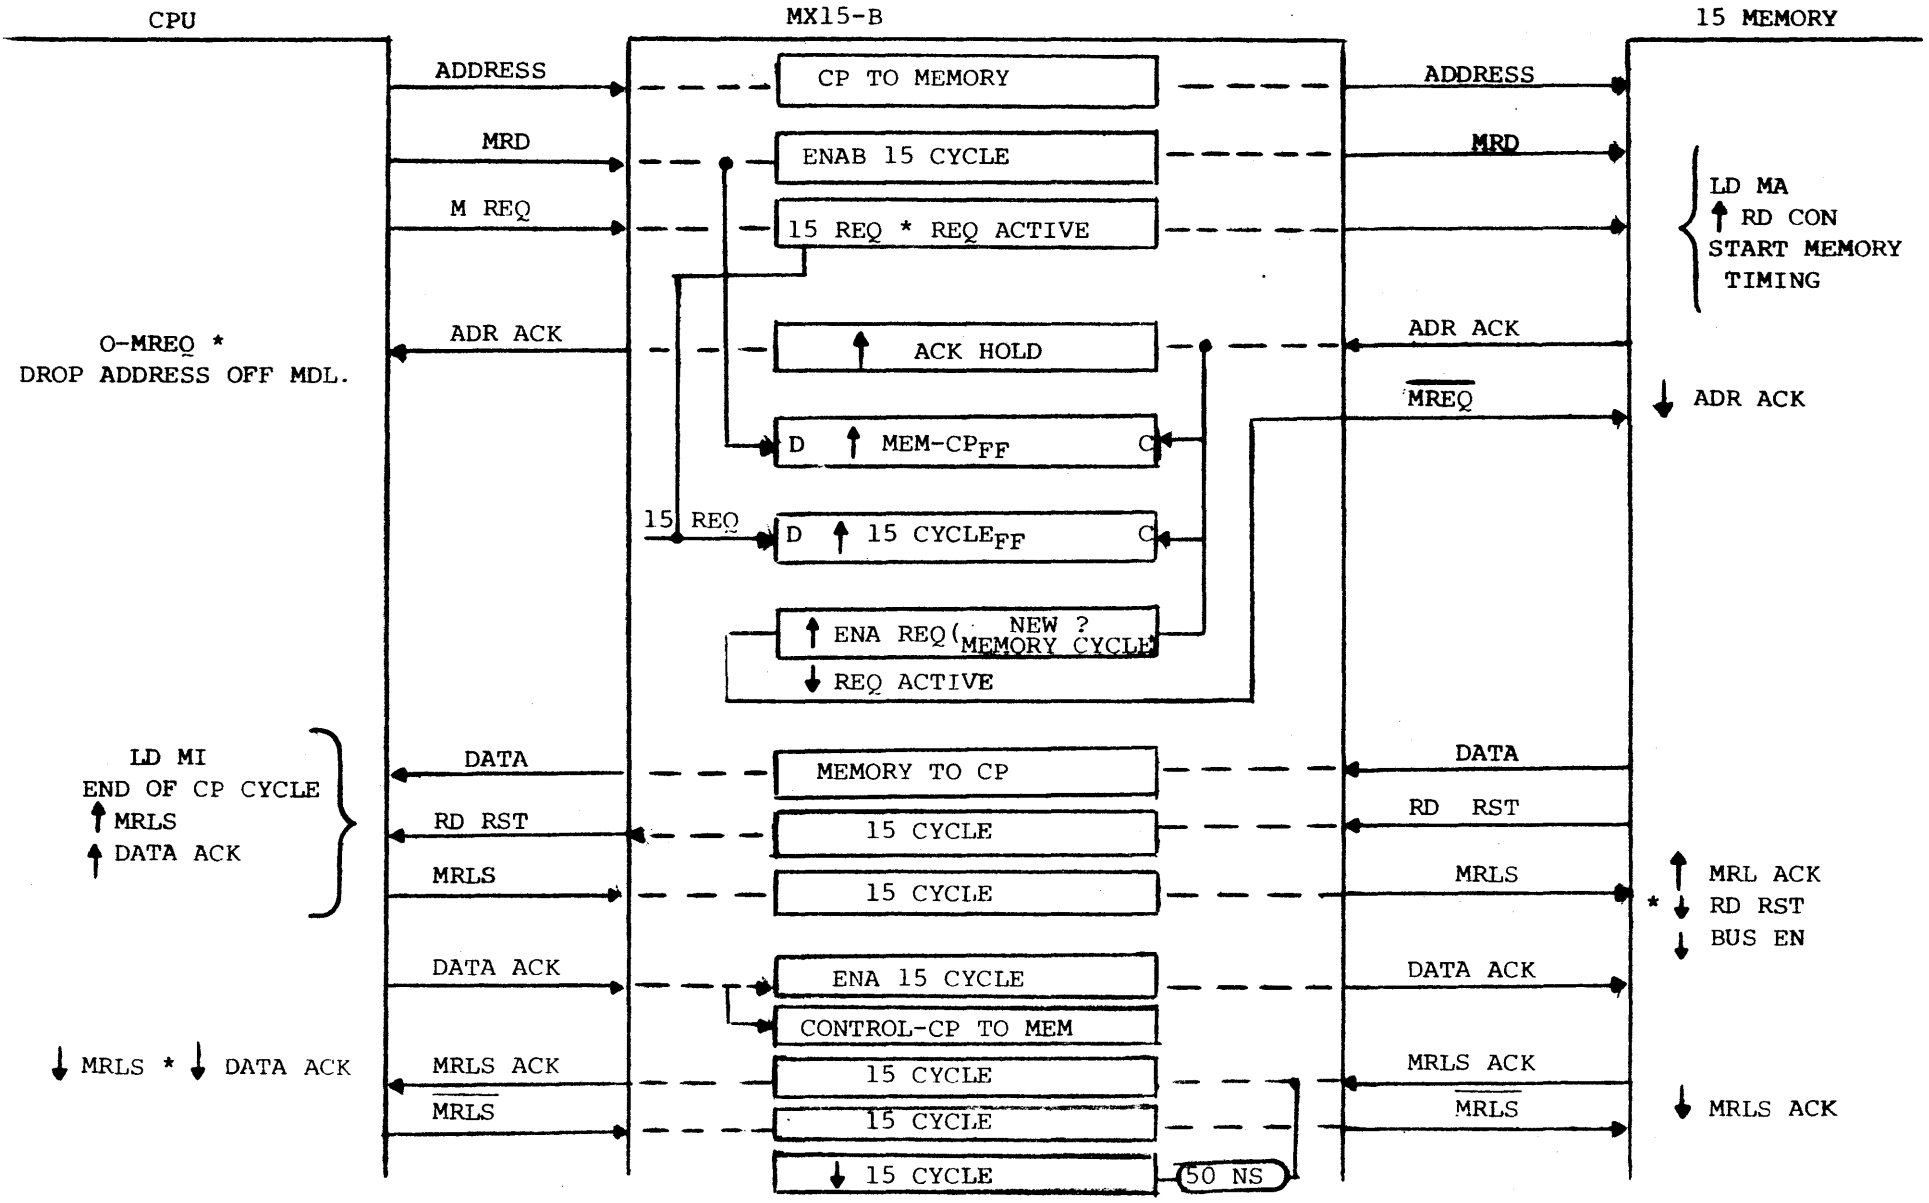 CPU
MX15-B
15 MEMORY
ADDRESS
CP TO MEMORY
ADDRESS
MRD
ENAB 15 CYCLE
MRD
M REQ
15 REQ * REQ ACTIVE
LD MA
↑ RD CON
START MEMORY
TIMING
O-MREQ *
DROP ADDRESS OFF MDL.
ADR ACK
↑ ACK HOLD
ADR ACK
MREQ
↓ ADR ACK
D ↑ MEM-CPFF C
15 REQ
D ↑ 15 CYCLEFF C
↑ ENA REQ( NEW ?
MEMORY CYCLE
↓ REQ ACTIVE
LD MI
END OF CP CYCLE
↑ MRLS
↑ DATA ACK
DATA
MEMORY TO CP
DATA
RD RST
15 CYCLE
RD RST
MRLS
15 CYCLE
MRLS
↑ MRL ACK
* ↓ RD RST
↓ BUS EN
DATA ACK
ENA 15 CYCLE
DATA ACK
CONTROL-CP TO MEM
↓ MRLS * ↓ DATA ACK
MRLS ACK
15 CYCLE
MRLS ACK
MRLS
15 CYCLE
MRLS
↓ MRLS ACK
↓ 15 CYCLE
50 NS